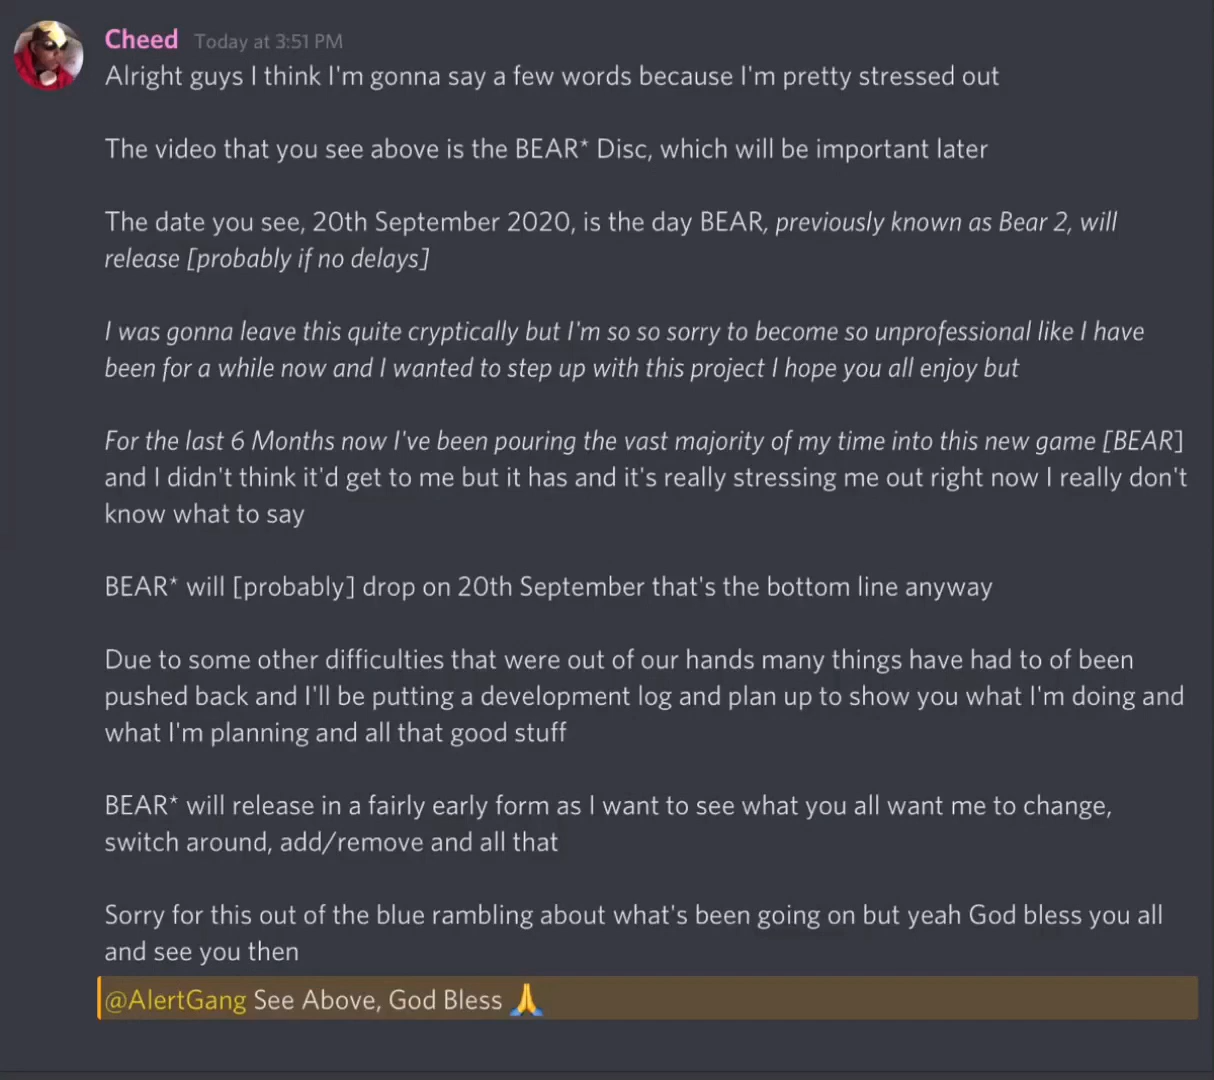 Cheed Today at 3:51 PM
Alright guys I think I'm gonna say a few words because I'm pretty stressed out
The video that you see above is the BEAR* Disc, which will be important later
The date you see, 20th September 2020, is the day BEAR, previously known as Bear 2, will
release [probably if no delays]
I was gonna leave this quite cryptically but I'm so so sorry to become so unprofessional like I have
been for a while now and I wanted to step up with this project I hope you all enjoy but
For the last 6 Months now I've been pouring the vast majority of my time into this new game [BEAR]
and I didn't think it'd get to me but it has and it's really stressing me out right now I really don't
know what to say
BEAR* will [probably] drop on 20th September that's the bottom line anyway
Due to some other difficulties that were out of our hands many things have had to of been
pushed back and I'll be putting a development log and plan up to show you what I'm doing and
what I'm planning and all that good stuff
BEAR* will release in a fairly early form as I want to see what you all want me to change,
switch around, add/remove and all that
Sorry for this out of the blue rambling about what's been going on but yeah God bless you all
and see you then
@AlertGang See Above, God Bless 🙏